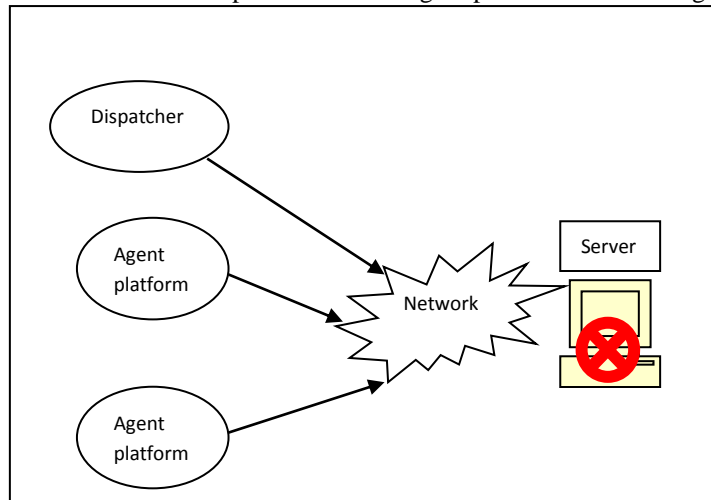 Dispatcher
Agent
platform
Server
Network
Agent
platform